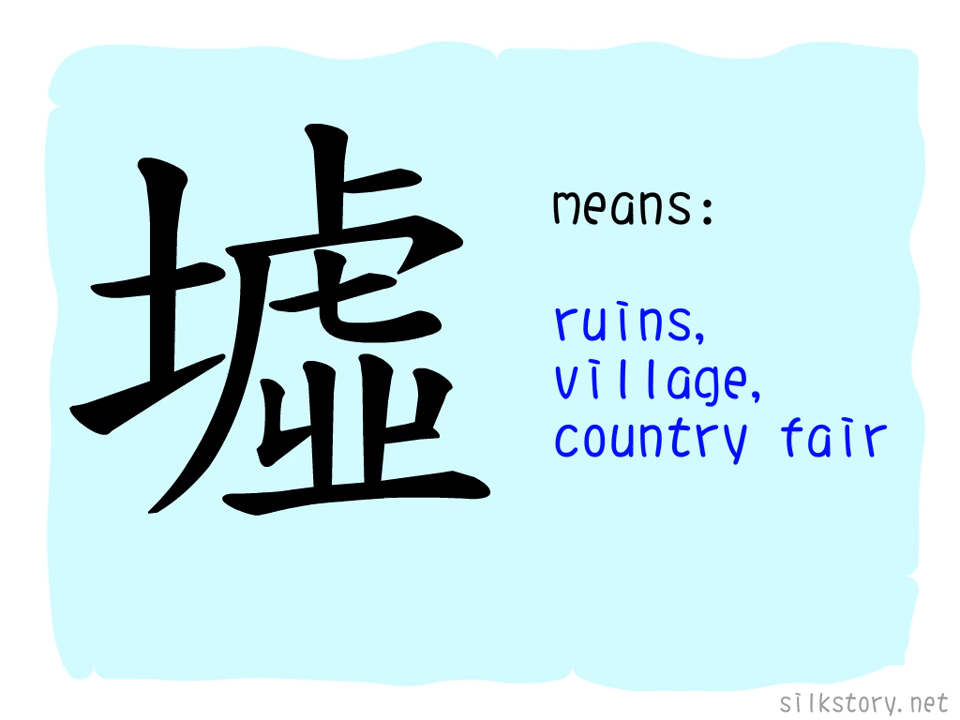 墟
means:
ruins,
village,
country fair
silkstory.net